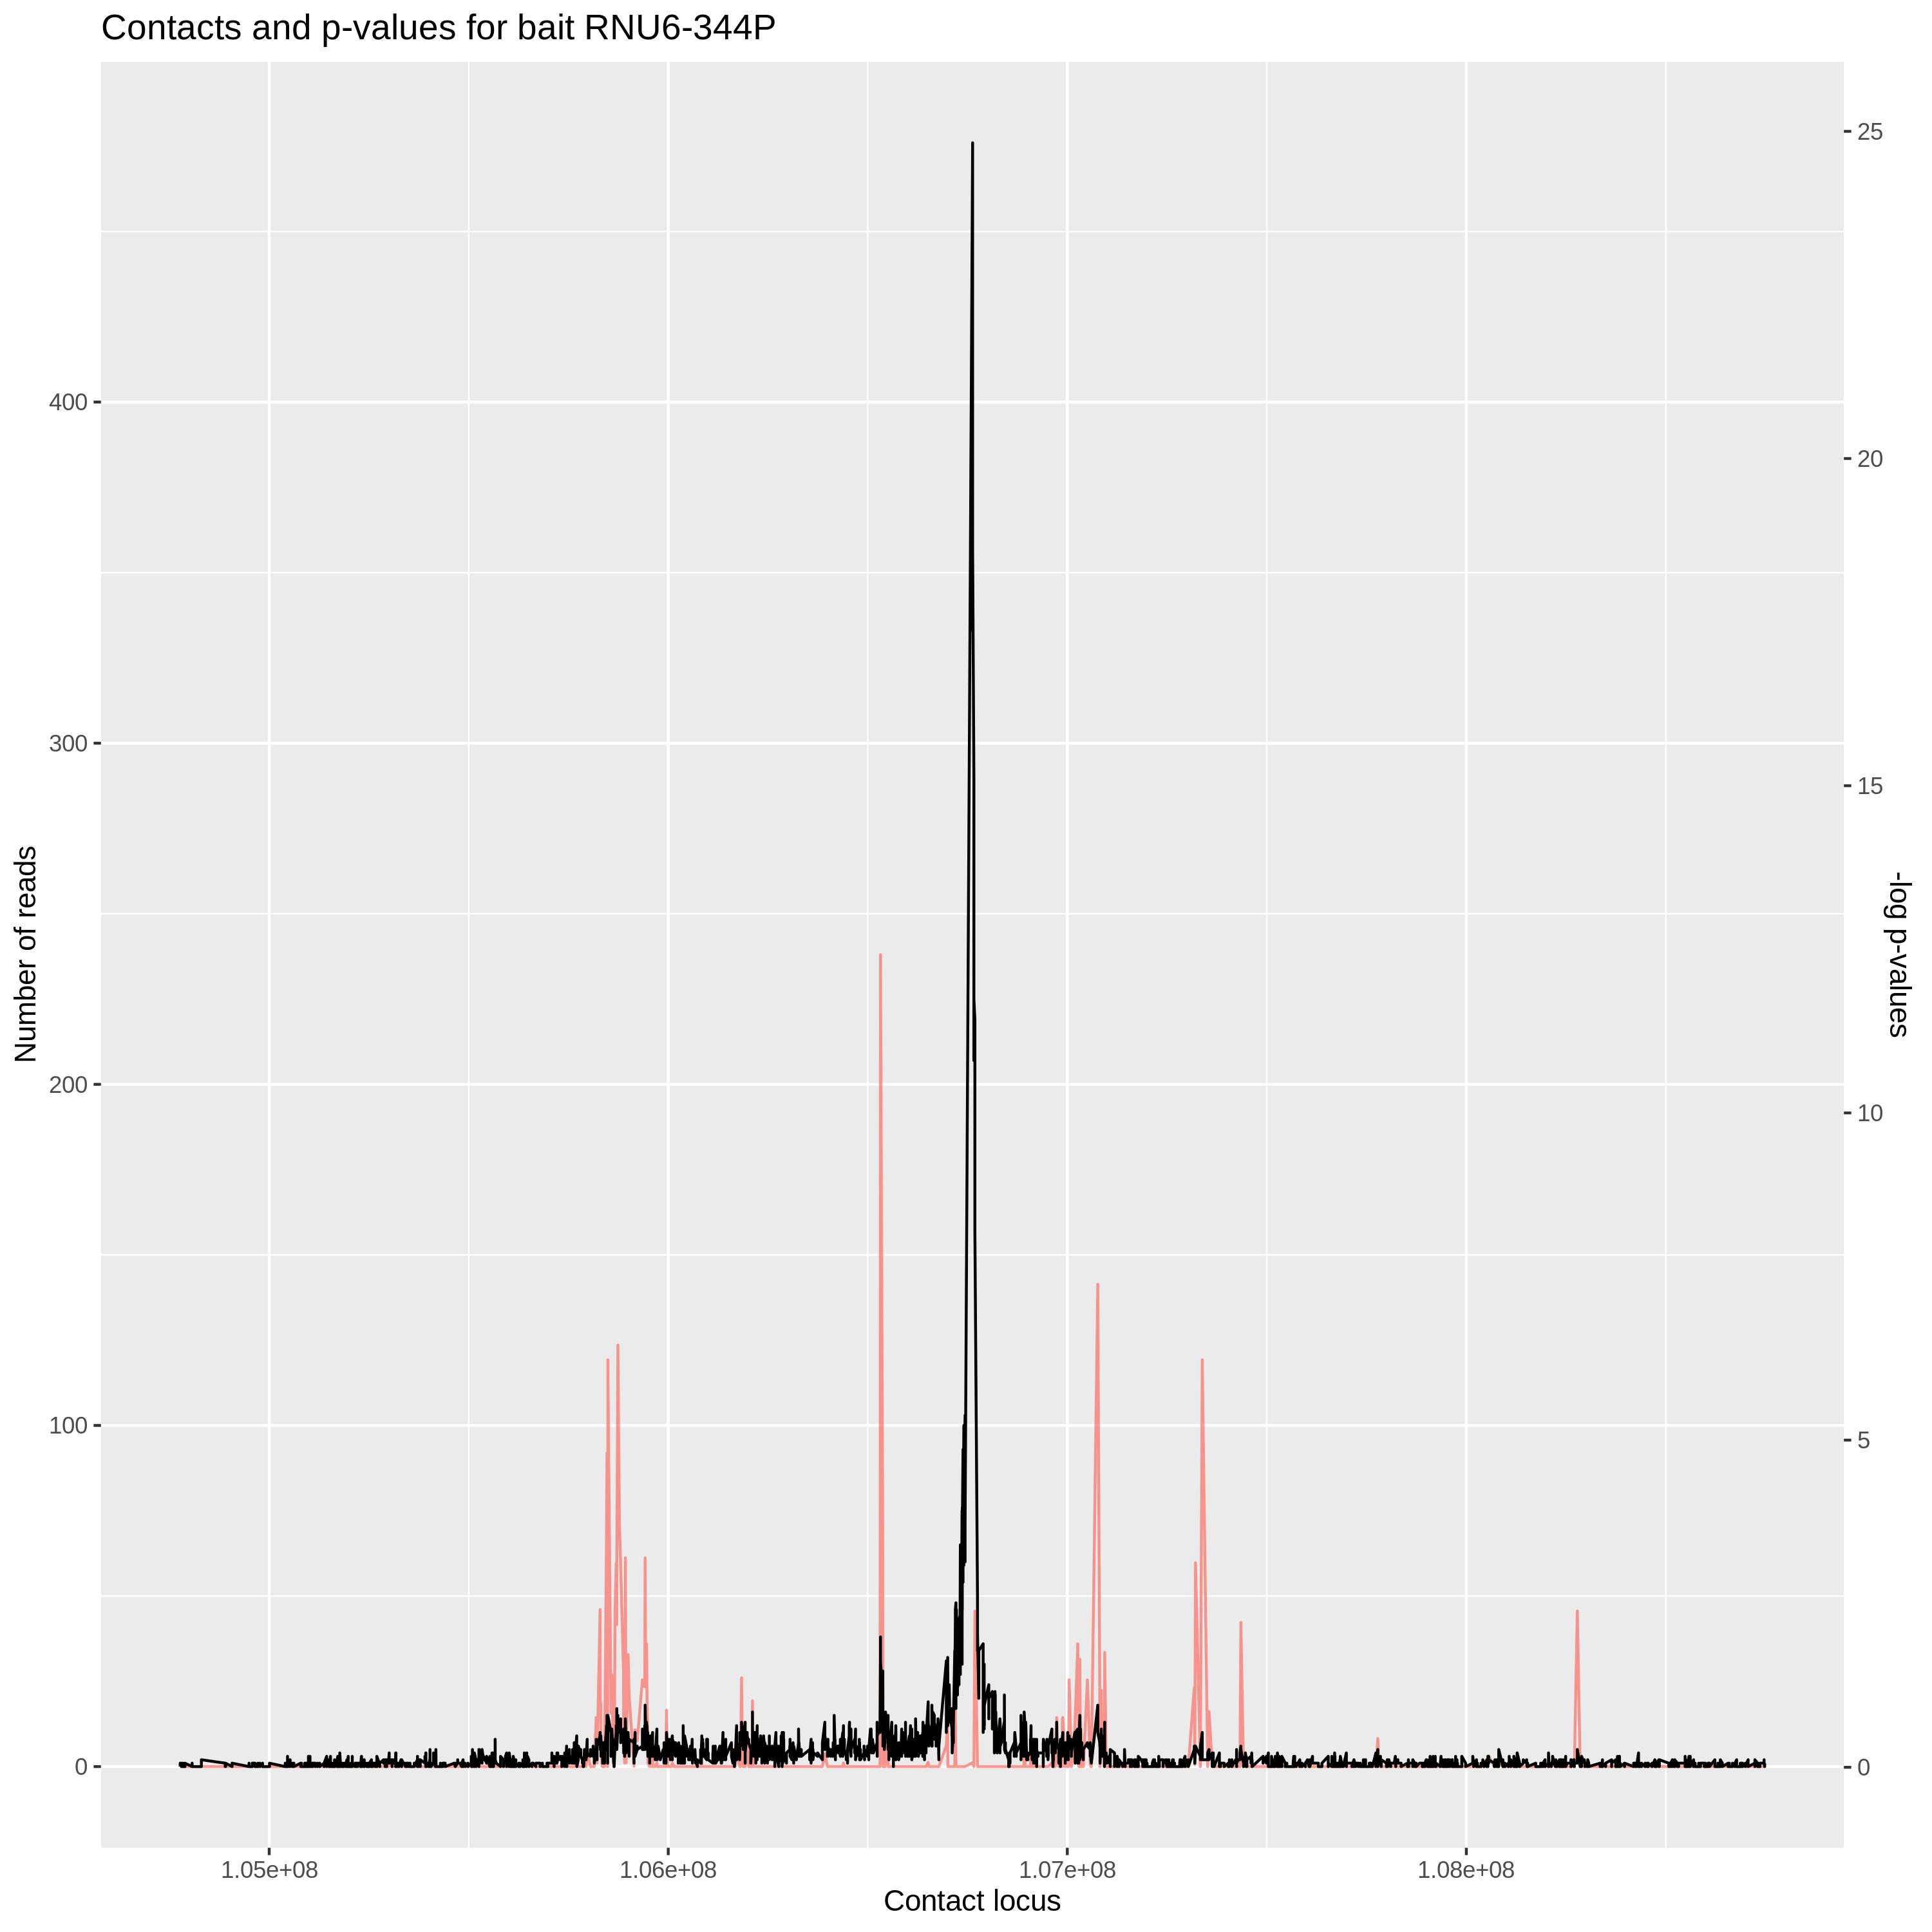 Contacts and p-values for bait RNU6-344P
25
20
15
10
5
0
-log p-values
400
300
200
100
0
Number of reads
1.05e+08
1.06e+08
1.07e+08
1.08e+08
Contact locus